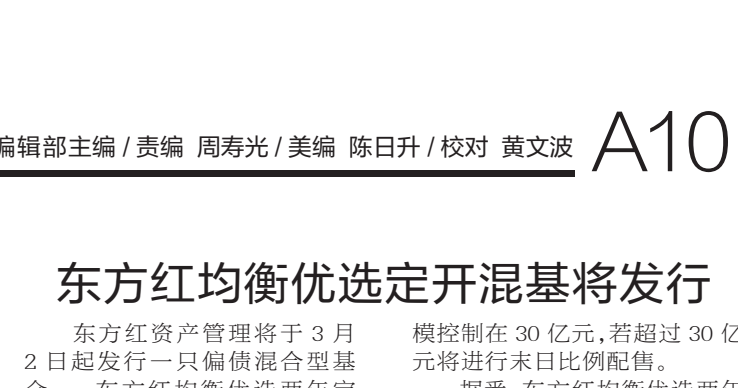 编辑部主编 / 责编 周寿光 / 美编 陈日升 / 校对 黄文波 A10
东方红均衡优选定开混基将发行
东方红资产管理将于 3 月
2 日起发行一只偏债混合型基
模控制在 30 亿元，若超过 30 亿
元将进行末日比例配售。